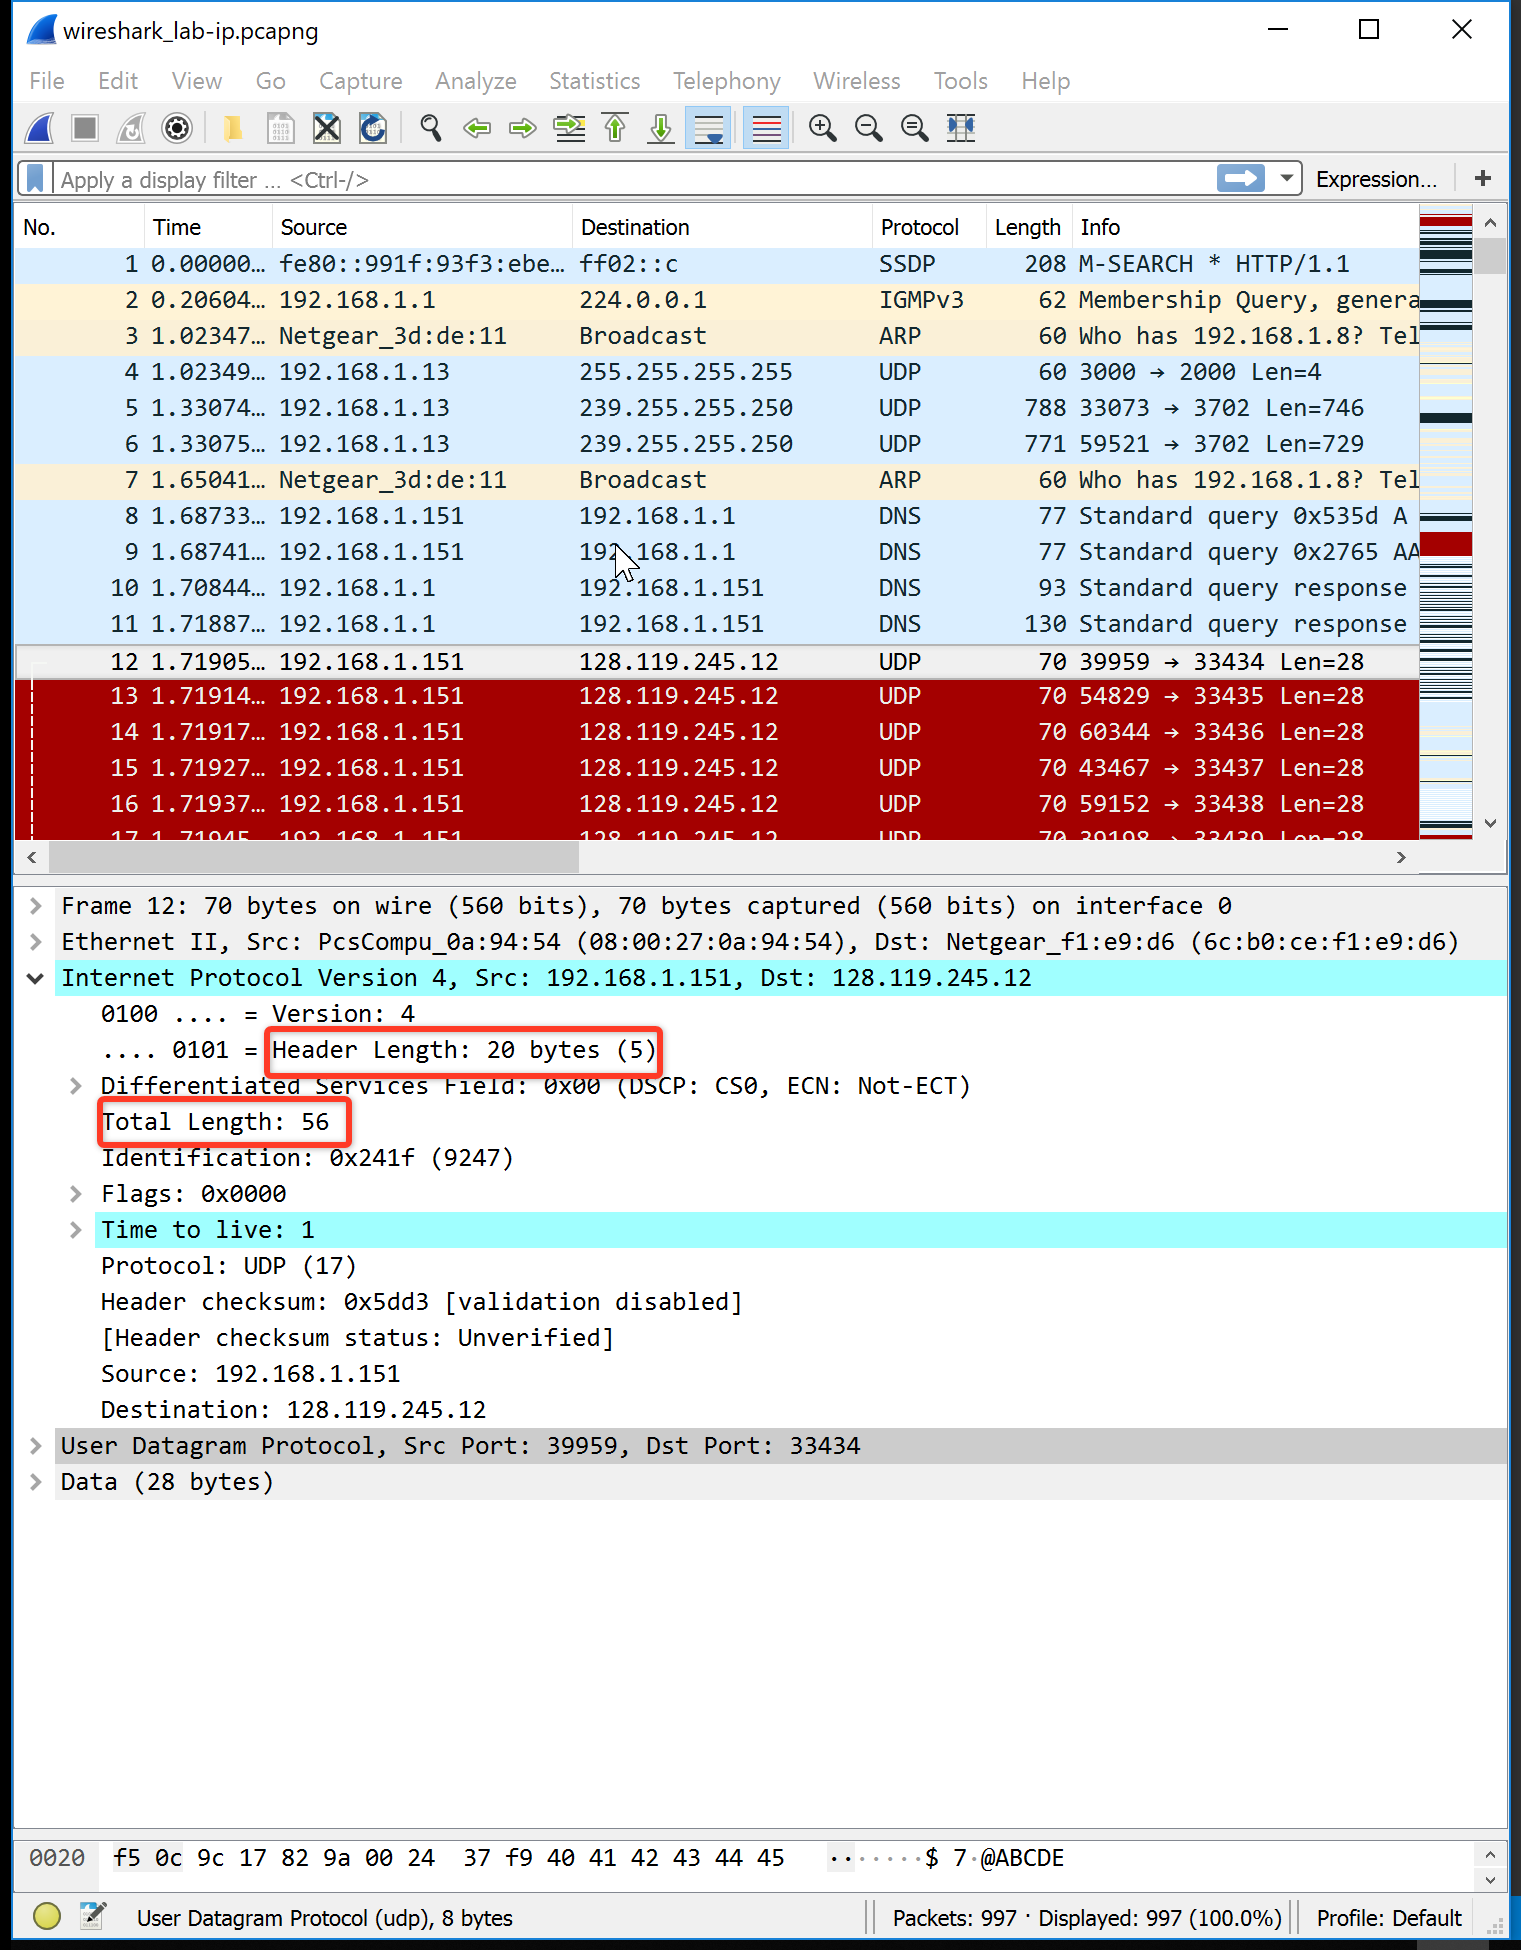 wireshark_lab-ip.pcapng
File Edit View Go Capture Analyze Statistics Telephony Wireless Tools Help
Apply a display filter ... <Ctrl-/> Expression... +
No. Time Source Destination Protocol Length Info
1 0.00000... fe80::991f:93f3:ebe... ff02::c SSDP 208 M-SEARCH * HTTP/1.1
2 0.20604... 192.168.1.1 224.0.0.1 IGMPv3 62 Membership Query, genera
3 1.02347... Netgear_3d:de:11 Broadcast ARP 60 Who has 192.168.1.8? Tel
4 1.02349... 192.168.1.13 255.255.255.255 UDP 60 3000 → 2000 Len=4
5 1.33074... 192.168.1.13 239.255.255.250 UDP 788 33073 → 3702 Len=746
6 1.33075... 192.168.1.13 239.255.255.250 UDP 771 59521 → 3702 Len=729
7 1.65041... Netgear_3d:de:11 Broadcast ARP 60 Who has 192.168.1.8? Tel
8 1.68733... 192.168.1.151 192.168.1.1 DNS 77 Standard query 0x535d A
9 1.68741... 192.168.1.151 192.168.1.1 DNS 77 Standard query 0x2765 AA
10 1.70844... 192.168.1.1 192.168.1.151 DNS 93 Standard query response
11 1.71887... 192.168.1.1 192.168.1.151 DNS 130 Standard query response
12 1.71905... 192.168.1.151 128.119.245.12 UDP 70 39959 → 33434 Len=28
13 1.71914... 192.168.1.151 128.119.245.12 UDP 70 54829 → 33435 Len=28
14 1.71917... 192.168.1.151 128.119.245.12 UDP 70 60344 → 33436 Len=28
15 1.71927... 192.168.1.151 128.119.245.12 UDP 70 43467 → 33437 Len=28
16 1.71937... 192.168.1.151 128.119.245.12 UDP 70 59152 → 33438 Len=28
17 1.71945... 192.168.1.151 128.119.245.12 UDP 70 39198 → 33439 Len=28
Frame 12: 70 bytes on wire (560 bits), 70 bytes captured (560 bits) on interface 0
Ethernet II, Src: PcsCompu_0a:94:54 (08:00:27:0a:94:54), Dst: Netgear_f1:e9:d6 (6c:b0:ce:f1:e9:d6)
Internet Protocol Version 4, Src: 192.168.1.151, Dst: 128.119.245.12
0100 .... = Version: 4
.... 0101 = Header Length: 20 bytes (5)
Differentiated Services Field: 0x00 (DSCP: CS0, ECN: Not-ECT)
Total Length: 56
Identification: 0x241f (9247)
Flags: 0x0000
Time to live: 1
Protocol: UDP (17)
Header checksum: 0x5dd3 [validation disabled]
[Header checksum status: Unverified]
Source: 192.168.1.151
Destination: 128.119.245.12
User Datagram Protocol, Src Port: 39959, Dst Port: 33434
Data (28 bytes)
0020 f5 0c 9c 17 82 9a 00 24 37 f9 40 41 42 43 44 45 ·······$ 7·@ABCDE
User Datagram Protocol (udp), 8 bytes Packets: 997 · Displayed: 997 (100.0%) Profile: Default